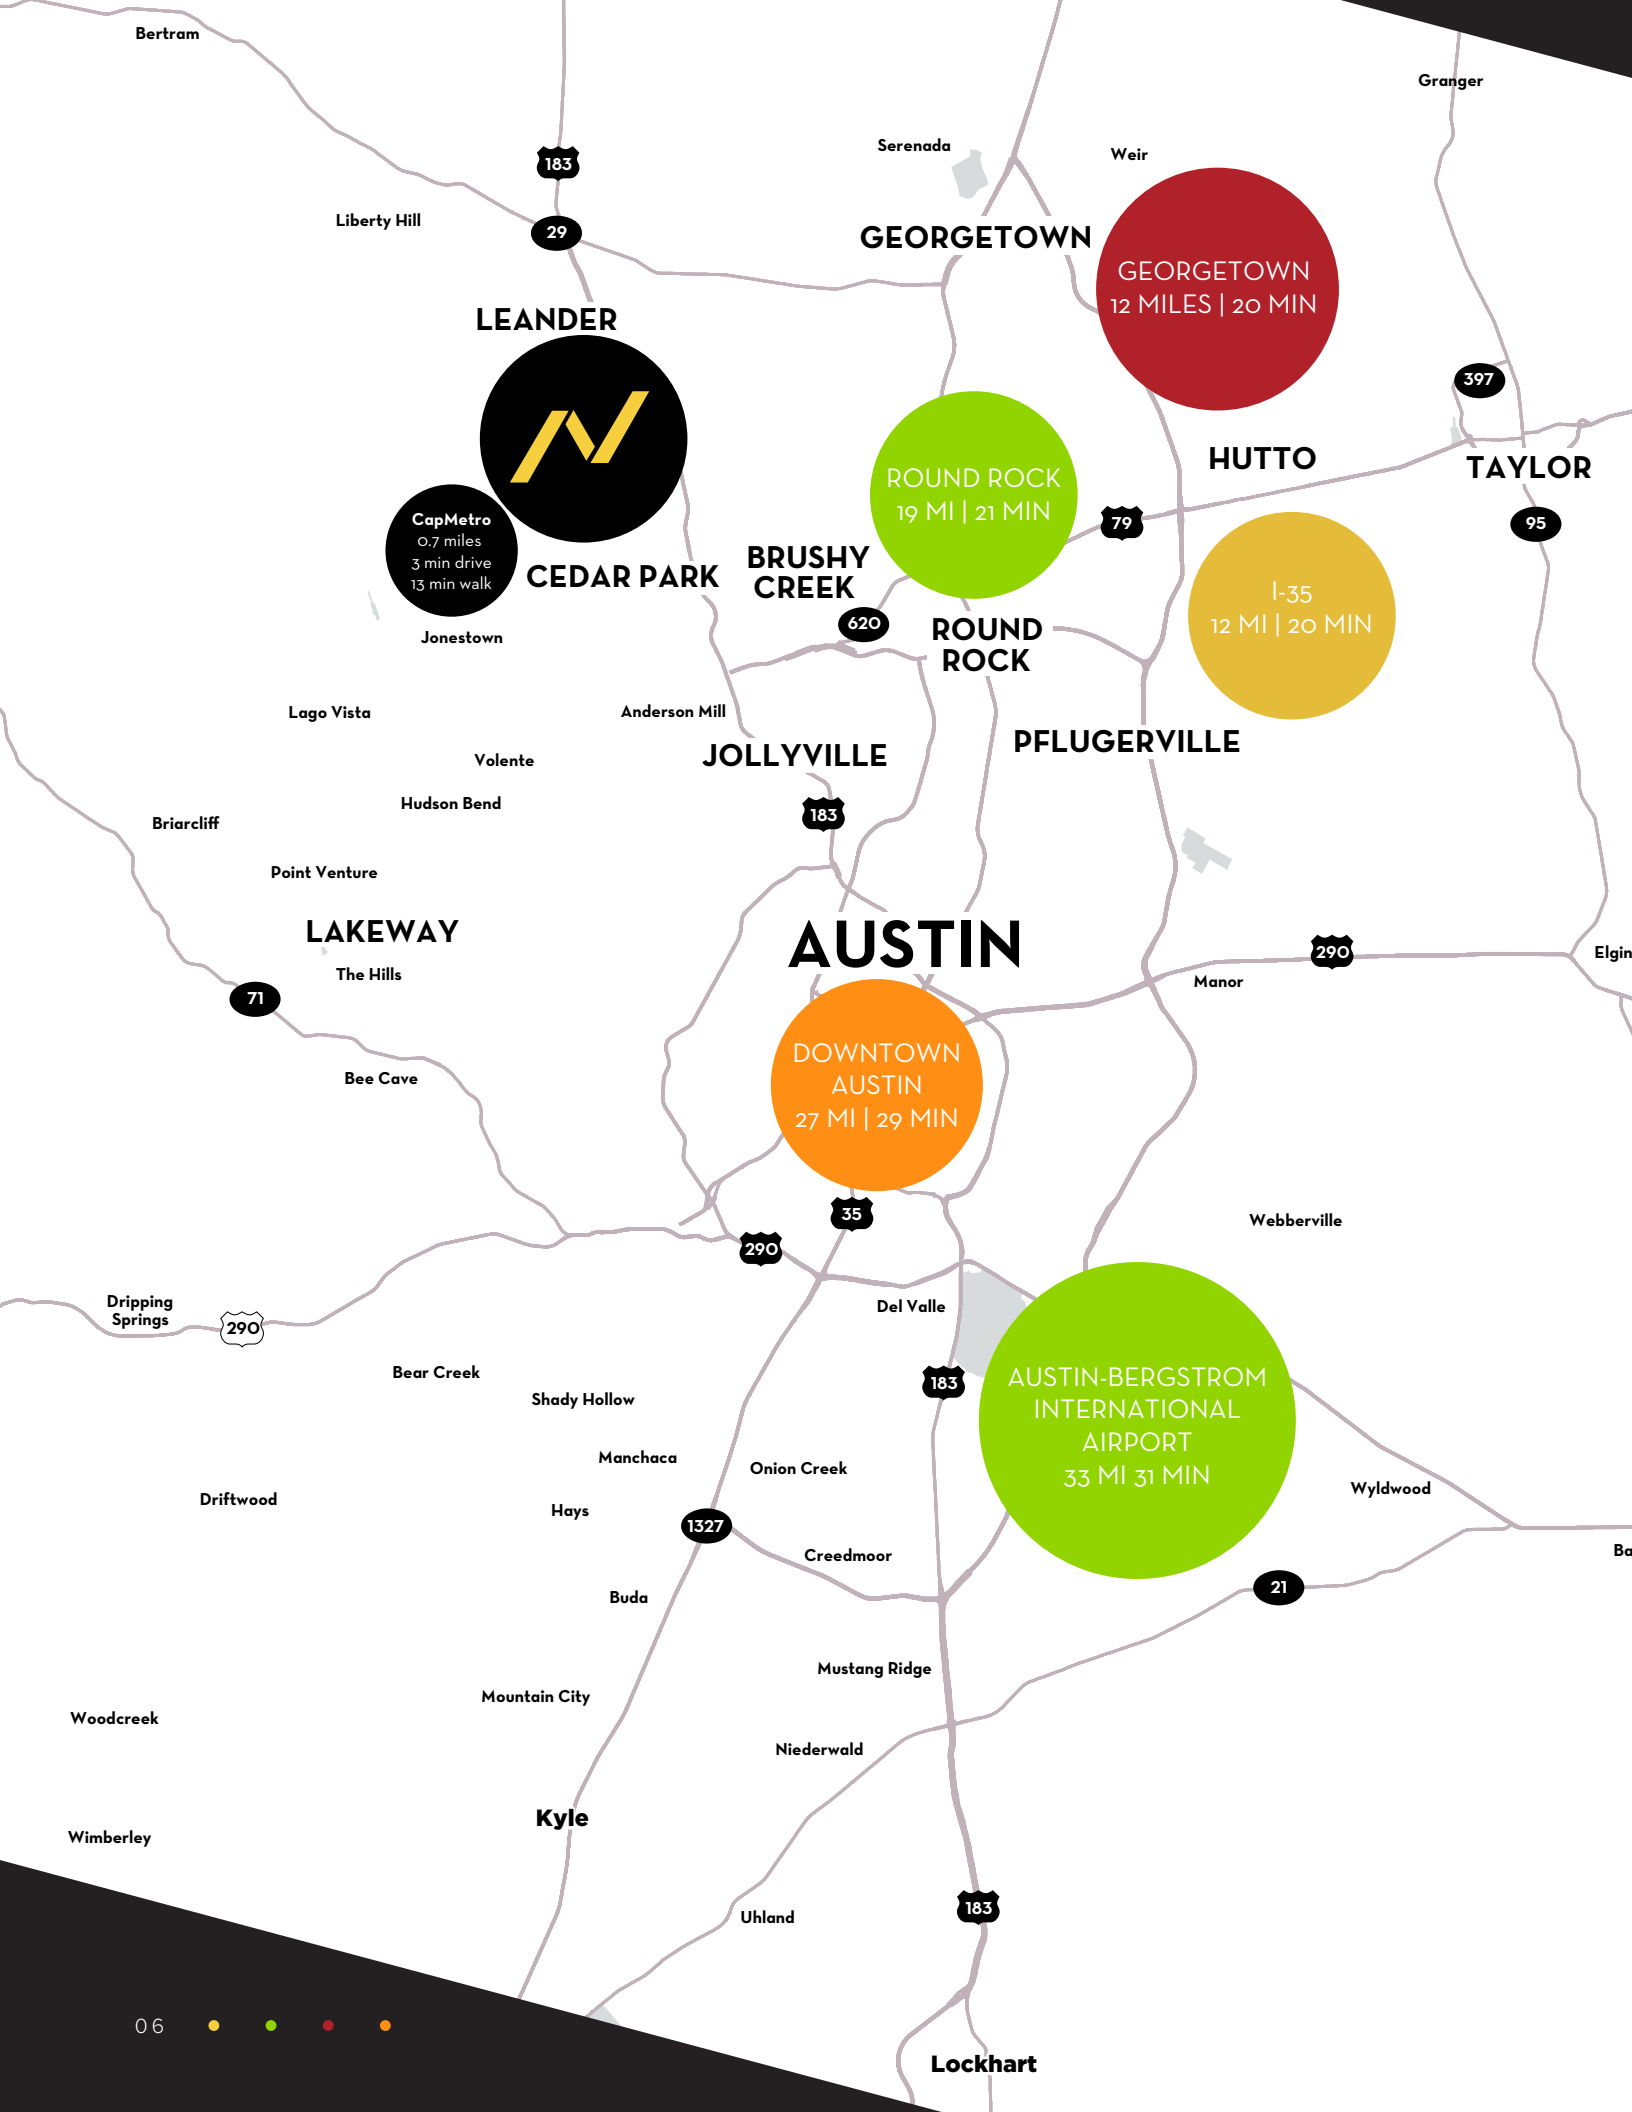 Bertram
Granger
Serenada
Weir
183
Liberty Hill
29
GEORGETOWN
GEORGETOWN
12 MILES | 20 MIN
LEANDER
397
HUTTO
TAYLOR
ROUND ROCK
19 MI | 21 MIN
79
95
CapMetro
0.7 miles
3 min drive
13 min walk
CEDAR PARK
BRUSHY
CREEK
I-35
12 MI | 20 MIN
620
ROUND
ROCK
Jonestown
Lago Vista
Anderson Mill
JOLLYVILLE
PFLUGERVILLE
Volente
Hudson Bend
183
Briarcliff
Point Venture
LAKEWAY
AUSTIN
290
Elgin
The Hills
Manor
71
DOWNTOWN
AUSTIN
27 MI | 29 MIN
Bee Cave
35
Webberville
290
Dripping
Springs
290
Del Valle
Bear Creek
183
AUSTIN-BERGSTROM
INTERNATIONAL
AIRPORT
33 MI 31 MIN
Shady Hollow
Manchaca
Onion Creek
Wyldwood
Driftwood
Hays
1327
Creedmoor
Ba
21
Buda
Mustang Ridge
Mountain City
Woodcreek
Niederwald
Kyle
Wimberley
183
Uhland
06
Lockhart